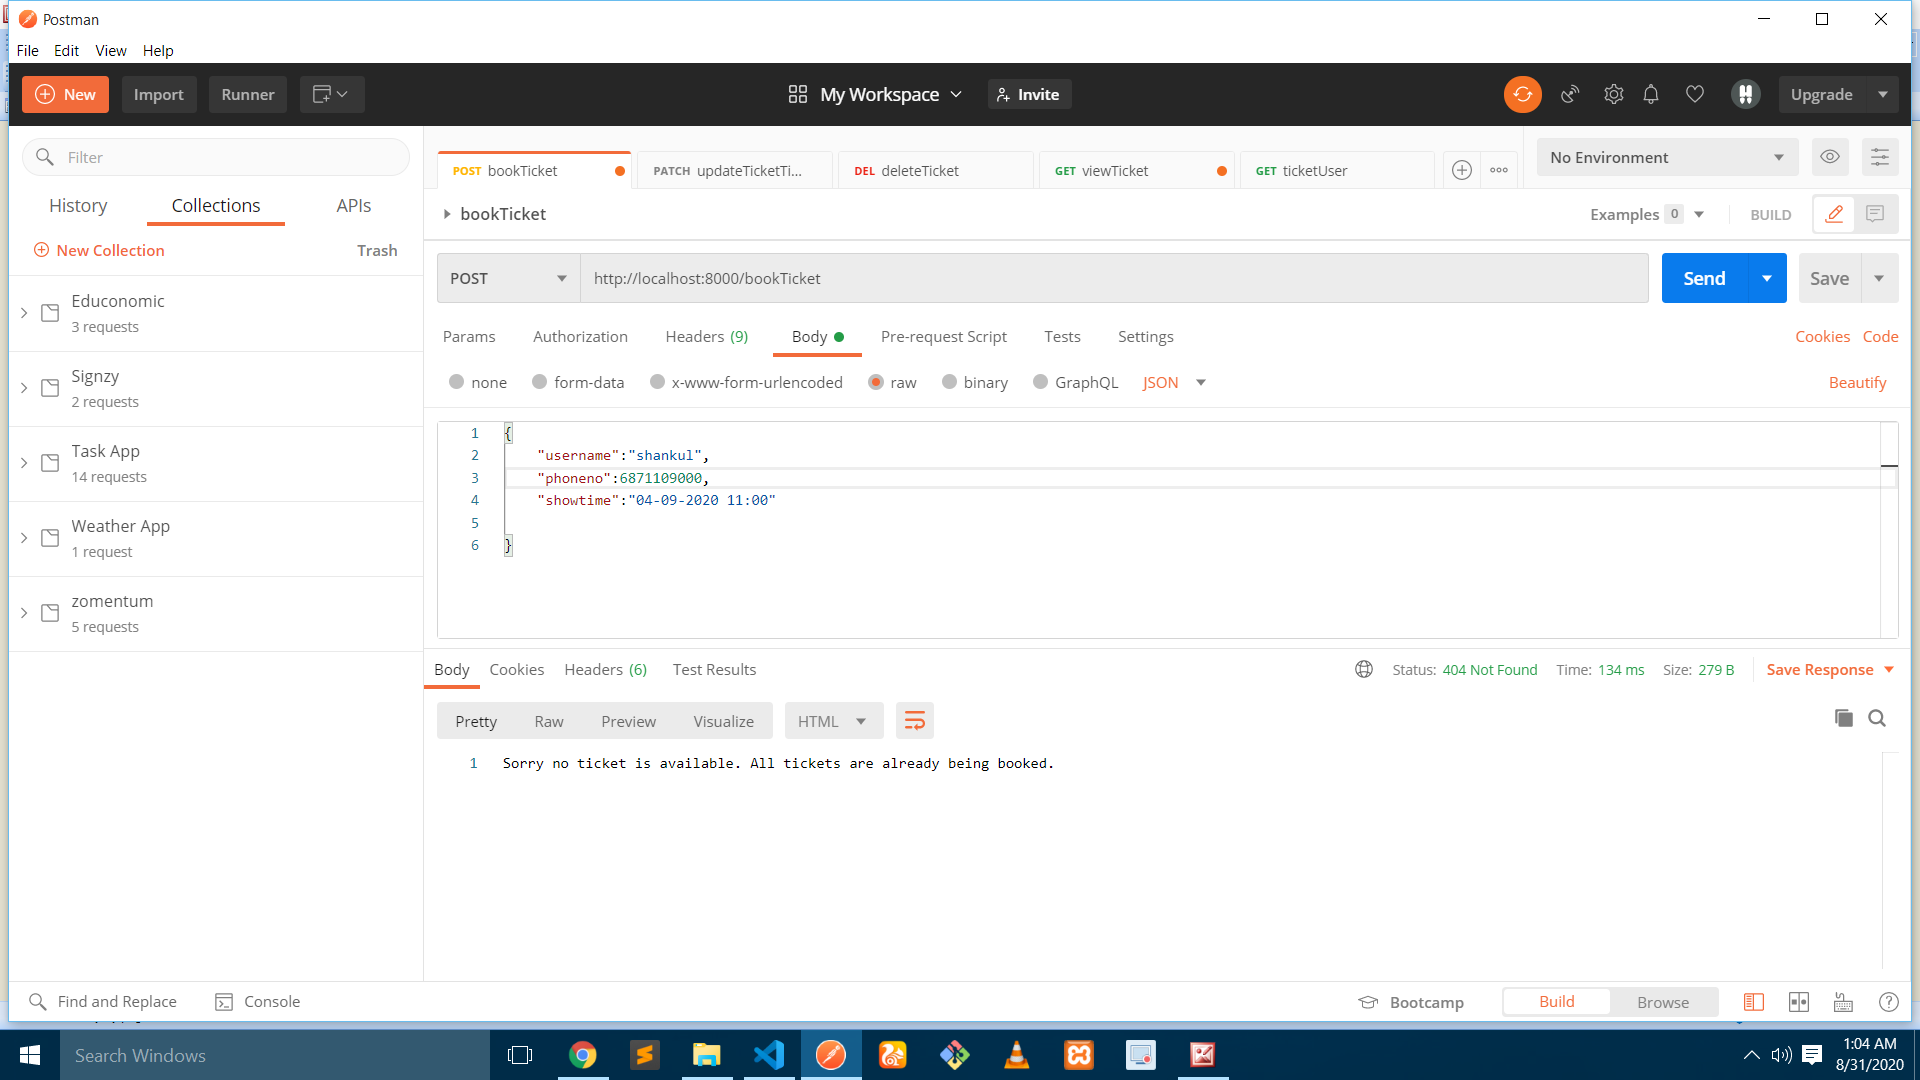 Postman
File Edit View Help
New Import Runner My Workspace Invite Upgrade
Filter
History Collections APIs
New Collection Trash
Educonomic
3 requests
Signzy
2 requests
Task App
14 requests
Weather App
1 request
zomentum
5 requests
POST bookTicket PATCH updateTicketTi... DEL deleteTicket GET viewTicket GET ticketUser No Environment
bookTicket Examples 0 BUILD
POST http://localhost:8000/bookTicket Send Save
Params Authorization Headers (9) Body Pre-request Script Tests Settings Cookies Code
none form-data x-www-form-urlencoded raw binary GraphQL JSON Beautify
1 {
2 "username":"shankul",
3 "phoneno":6871109000,
4 "showtime":"04-09-2020 11:00"
5
6 }
Body Cookies Headers (6) Test Results Status: 404 Not Found Time: 134 ms Size: 279 B Save Response
Pretty Raw Preview Visualize HTML
1 Sorry no ticket is available. All tickets are already being booked.
Find and Replace Console Bootcamp Build Browse
Search Windows
1:04 AM
8/31/2020